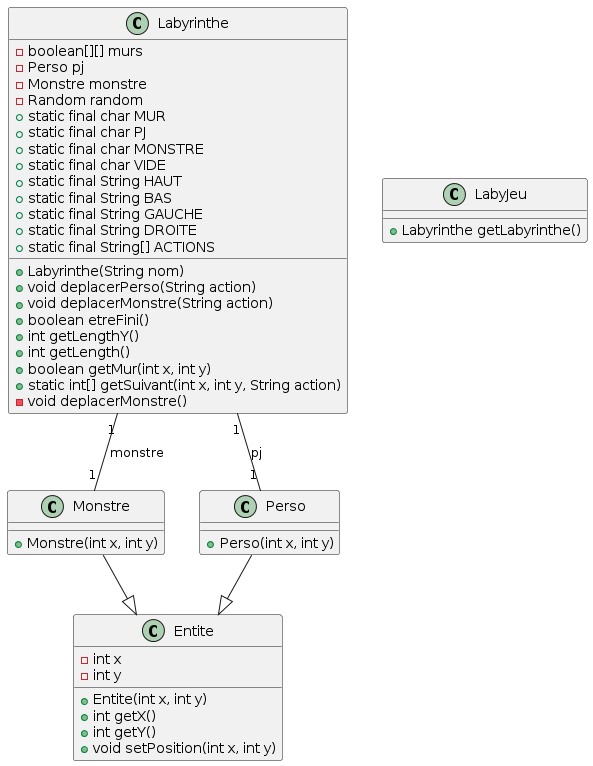 C Labyrinthe
boolean[][] murs
Perso pj
Monstre monstre
Random random
static final char MUR
static final char PJ
static final char MONSTRE
static final char VIDE
static final String HAUT
static final String BAS
static final String GAUCHE
static final String DROITE
static final String[] ACTIONS
Labyrinthe(String nom)
void deplacerPerso(String action)
void deplacerMonstre(String action)
boolean etreFini()
int getLengthY()
int getLength()
boolean getMur(int x, int y)
static int[] getSuivant(int x, int y, String action)
void deplacerMonstre()
C LabyJeu
Labyrinthe getLabyrinthe()
1
monstre
1
1
pj
1
C Monstre
Monstre(int x, int y)
C Perso
Perso(int x, int y)
C Entite
int x
int y
Entite(int x, int y)
int getX()
int getY()
void setPosition(int x, int y)